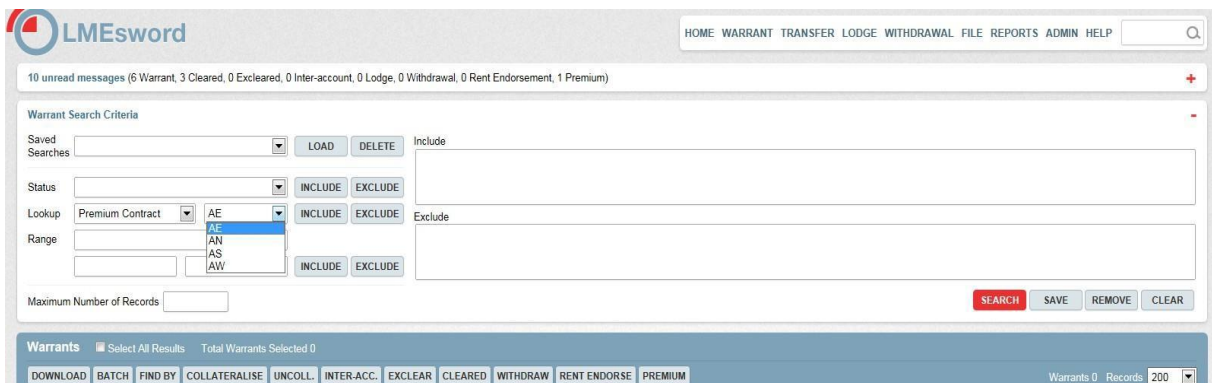 LMEsword
HOME WARRANT TRANSFER LODGE WITHDRAWAL FILE REPORTS ADMIN HELP
10 unread messages (6 Warrant, 3 Cleared, 0 Excleared, 0 Inter-account, 0 Lodge, 0 Withdrawal, 0 Rent Endorsement, 1 Premium) +
Warrant Search Criteria -
Saved Searches LOAD DELETE Include
Status INCLUDE EXCLUDE
Lookup Premium Contract AE INCLUDE EXCLUDE Exclude
AE
Range AN
AS
AW INCLUDE EXCLUDE
Maximum Number of Records SEARCH SAVE REMOVE CLEAR
Warrants Select All Results Total Warrants Selected 0
DOWNLOAD BATCH FIND BY COLLATERALISE UNCOLL. INTER-ACC. EXCLEAR CLEARED WITHDRAW RENT ENDORSE PREMIUM Warrants 0 Records 200